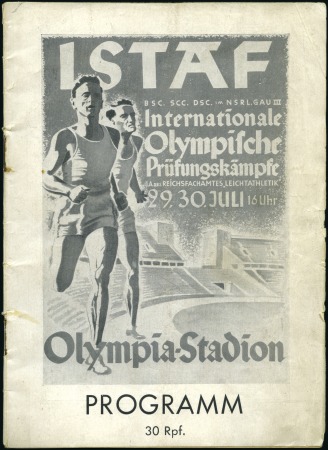 ISTAF
BSC. SCC. DSC. IM NSRL. GAU III
Internationale
Olympische
Prüfungskämpfe
I.A. DES REICHSFACHAMTES LEICHTATHLETIK
29. 30. JULI 16 Uhr
Olympia-Stadion
PROGRAMM
30 Rpf.